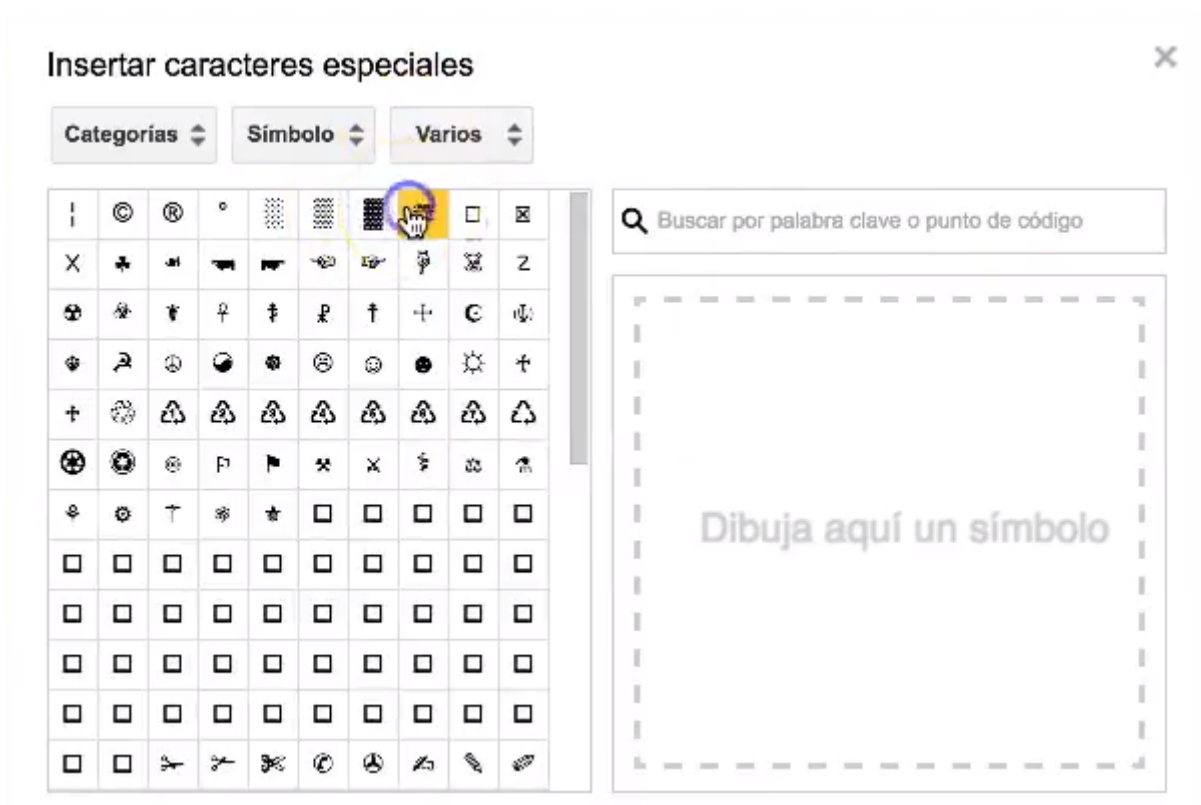 Insertar caracteres especiales
Categorías Símbolo Varios
Buscar por palabra clave o punto de código
Dibuja aquí un símbolo